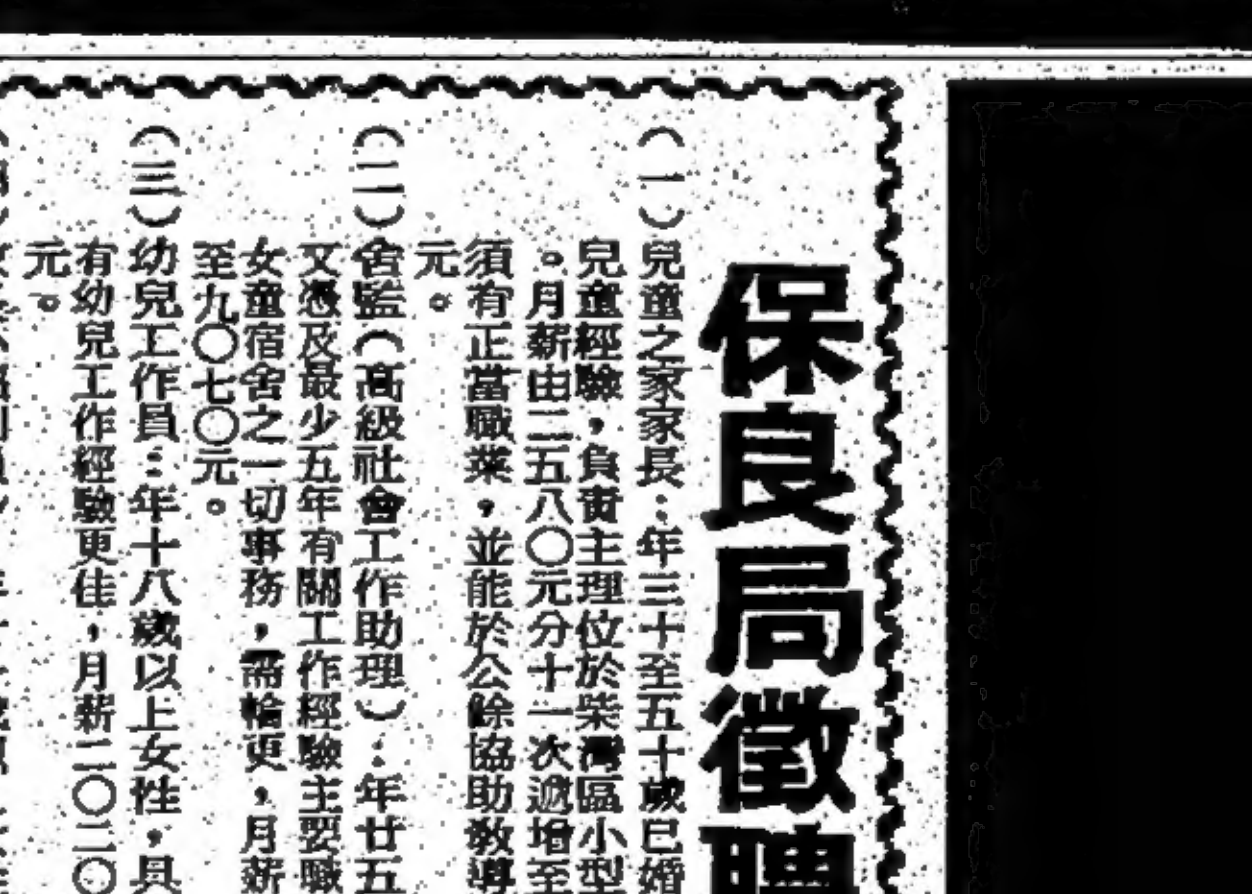 保良局徵聘
(一)兒童之家家長：年三十至五十歲已婚
兒童經驗，負責主理位於柴灣區小型
。月薪由二五八〇元分十一次遞增至
須有正當職業，並能於公餘協助教導
元。
(二)舍監(高級社會工作助理)：年廿五
文憑及最少五年有關工作經驗主要職
女童宿舍之一切事務，需輪更，月薪
至九〇七〇元。
(三)幼兒工作員：年十八歲以上女性，具
有幼兒工作經驗更佳，月薪二〇二〇
元。